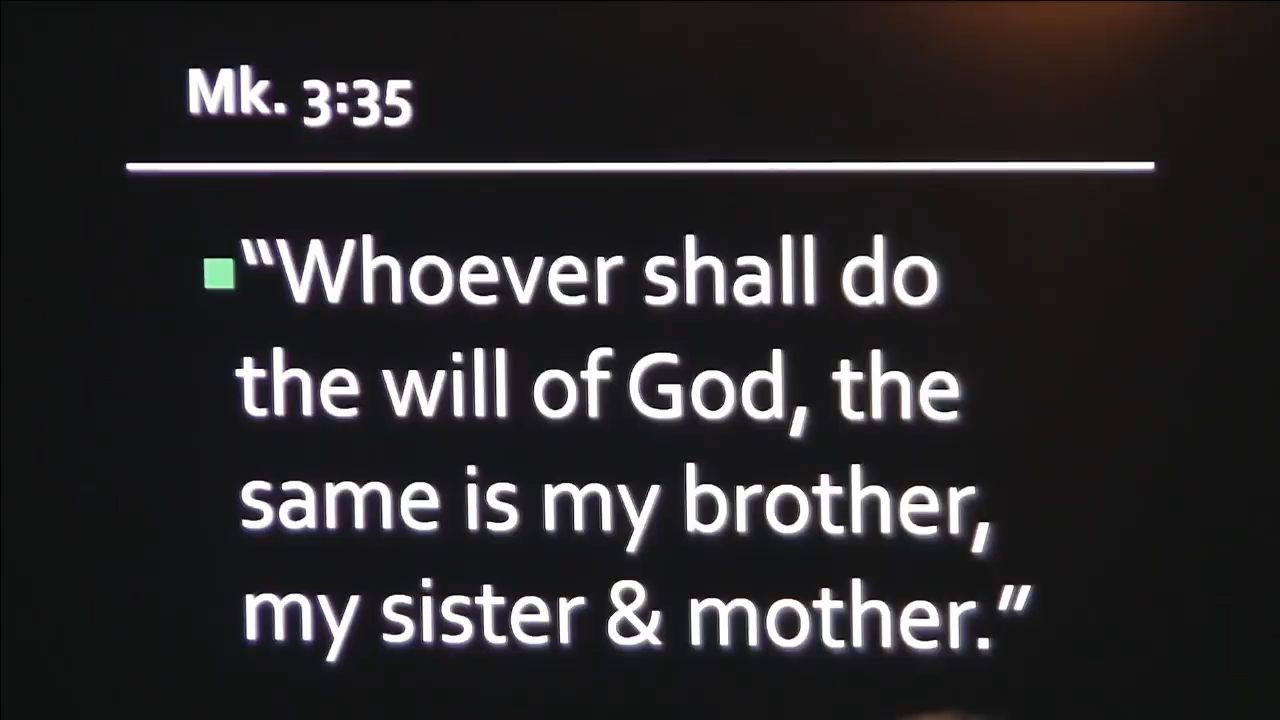 Mk. 3:35
“Whoever shall do
the will of God, the
same is my brother,
my sister & mother.”